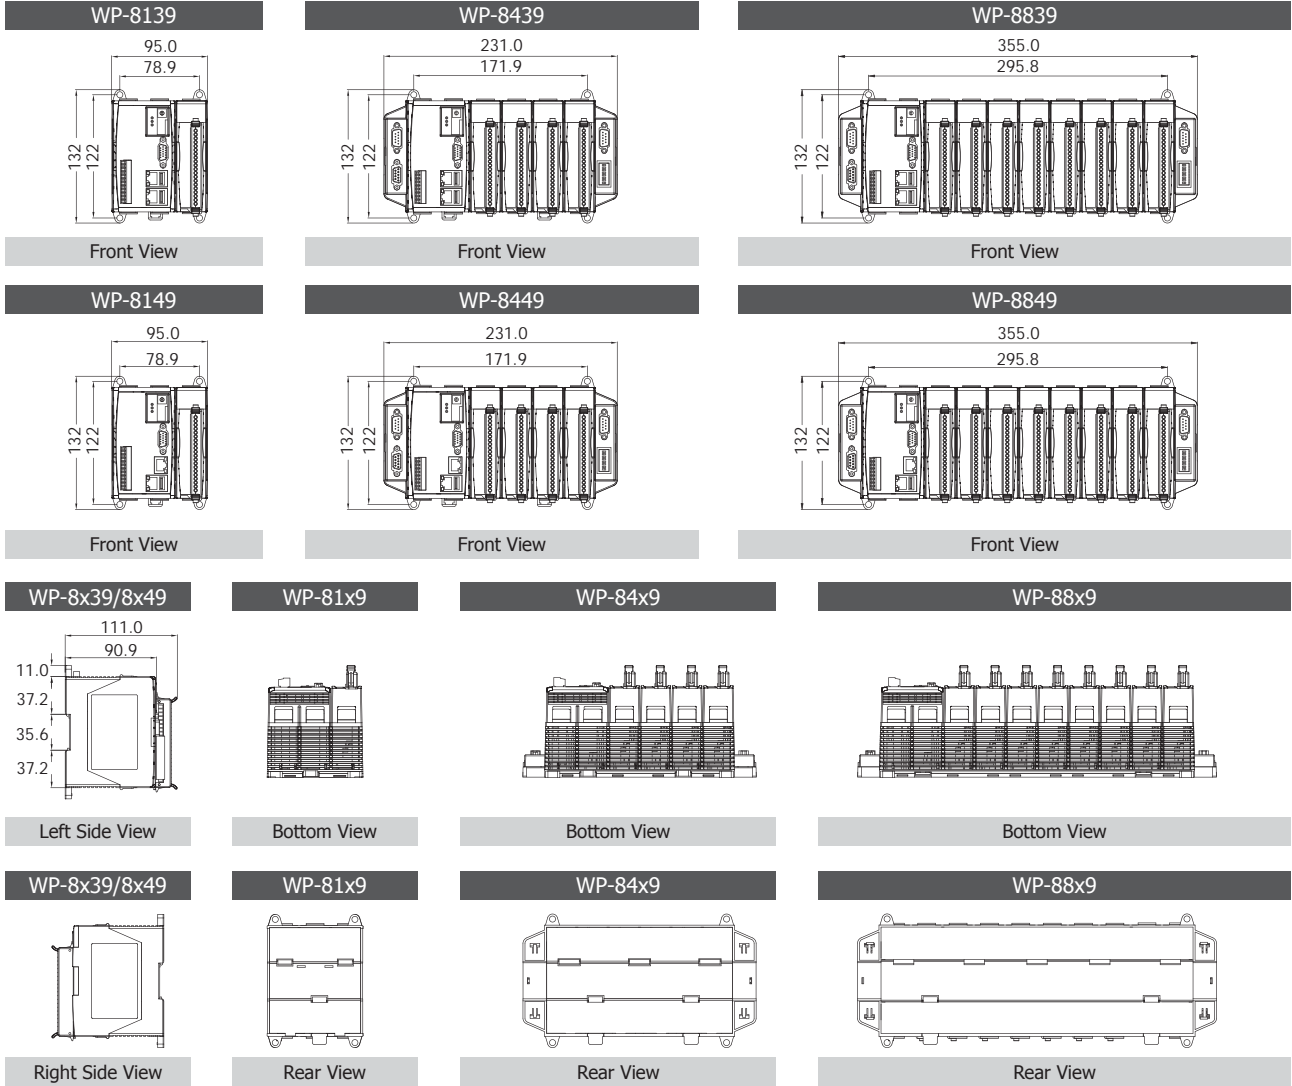 WP-8139 WP-8439 WP-8839
95.0 231.0 355.0
78.9 171.9 295.8
132 122 132 122 132 122
Front View Front View Front View
WP-8149 WP-8449 WP-8849
95.0 231.0 355.0
78.9 171.9 295.8
132 122 132 122 132 122
Front View Front View Front View
WP-8x39/8x49 WP-81x9 WP-84x9 WP-88x9
111.0
90.9
11.0
37.2
35.6
37.2
Left Side View Bottom View Bottom View Bottom View
WP-8x39/8x49 WP-81x9 WP-84x9 WP-88x9
Right Side View Rear View Rear View Rear View